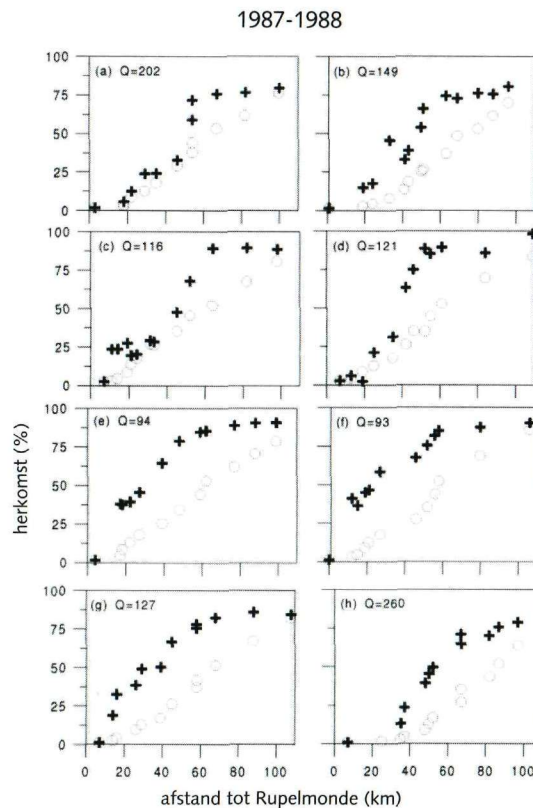 1987-1988
(a) Q=202
(b) Q=149
100
75
50
25
0
(c) Q=116
(d) Q=121
100
75
50
25
0
(e) Q=94
(f) Q=93
100
75
50
25
0
(g) Q=127
(h) Q=260
100
75
50
25
0
0 20 40 60 80 100
0 20 40 60 80 100
herkomst (%)
afstand tot Rupelmonde (km)